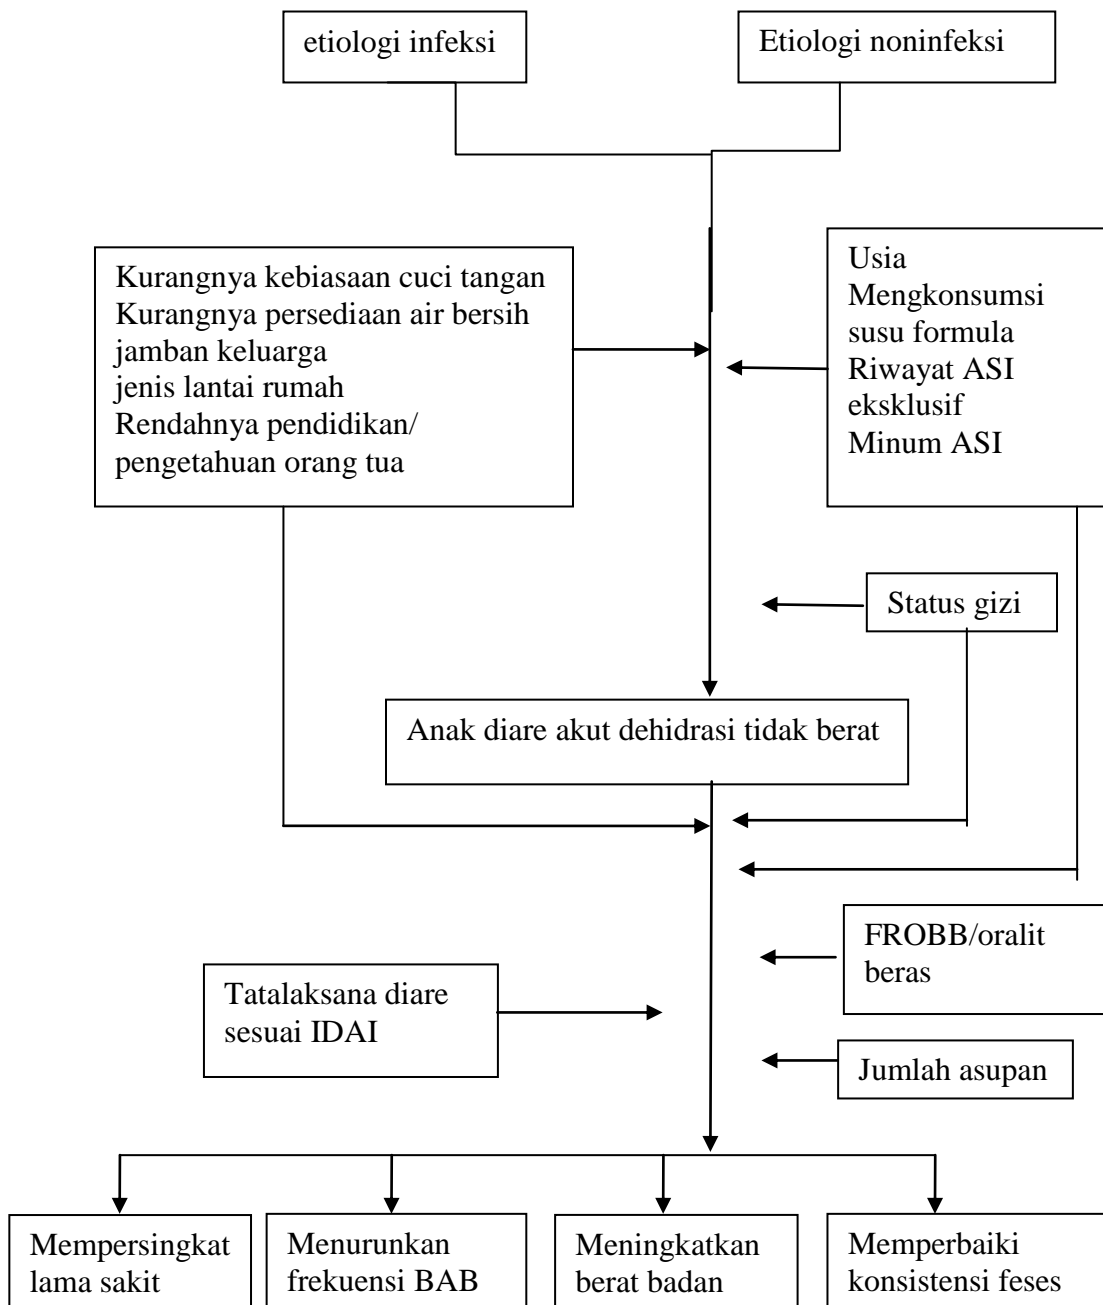 etiologi infeksi
Etiologi noninfeksi
Kurangnya kebiasaan cuci tangan
Kurangnya persediaan air bersih
jamban keluarga
jenis lantai rumah
Rendahnya pendidikan/
pengetahuan orang tua
Usia
Mengkonsumsi
susu formula
Riwayat ASI
eksklusif
Minum ASI
Status gizi
Anak diare akut dehidrasi tidak berat
FROBB/oralit
beras
Tatalaksana diare
sesuai IDAI
Jumlah asupan
Mempersingkat
lama sakit
Menurunkan
frekuensi BAB
Meningkatkan
berat badan
Memperbaiki
konsistensi feses